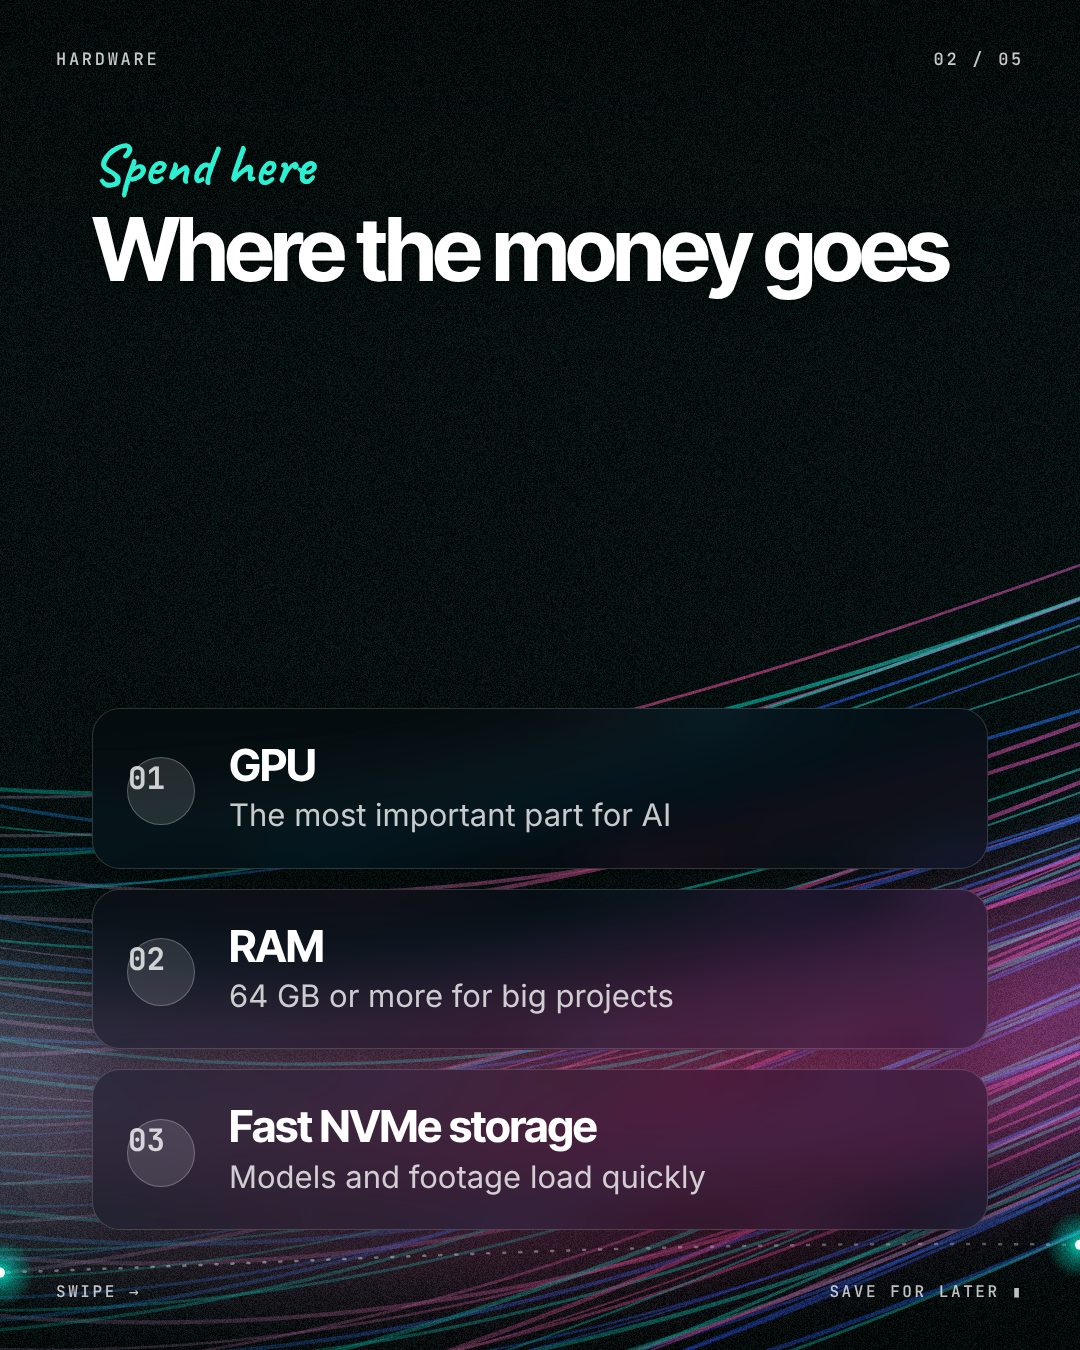 HARDWARE
02 / 05
Spend here
Where the money goes
01
GPU
The most important part for AI
02
RAM
64 GB or more for big projects
03
Fast NVMe storage
Models and footage load quickly
SWIPE →
SAVE FOR LATER ▮